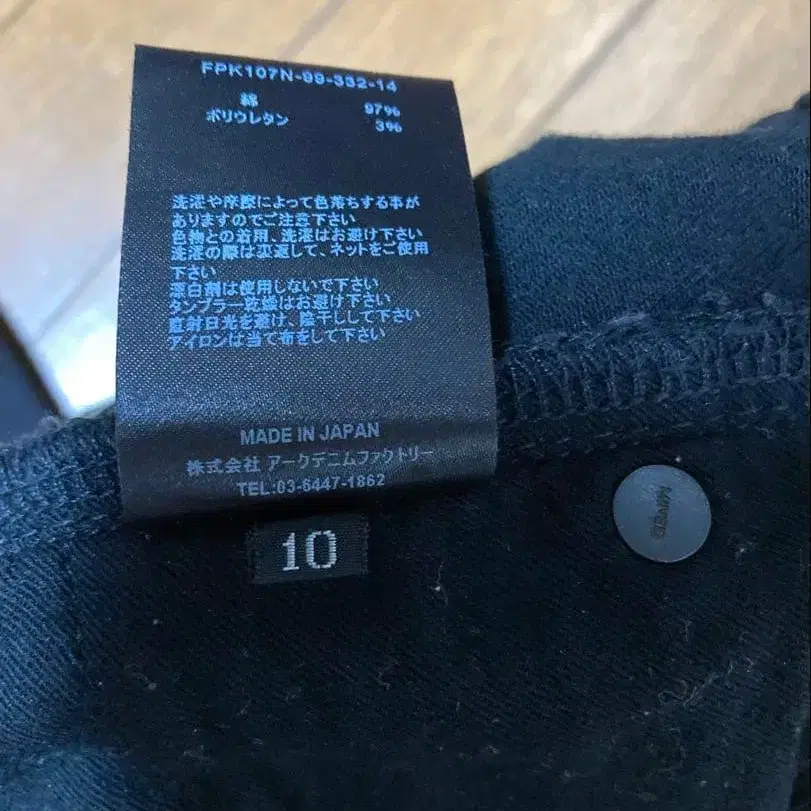 FPK107N-99-332-14
綿 97%
ポリウレタン 3%
洗濯や摩擦によって色落ちする事が
ありますのでご注意下さい
色物との着用、洗濯はお避け下さい
洗濯の際は裏返して、ネットをご使用
下さい
漂白剤は使用しないで下さい
タンブラー乾燥はお避け下さい
直射日光を避け、陰干しして下さい
アイロンは当て布をして下さい
MADE IN JAPAN
株式会社 アークデニムファクトリー
TEL:03-6447-1862
10